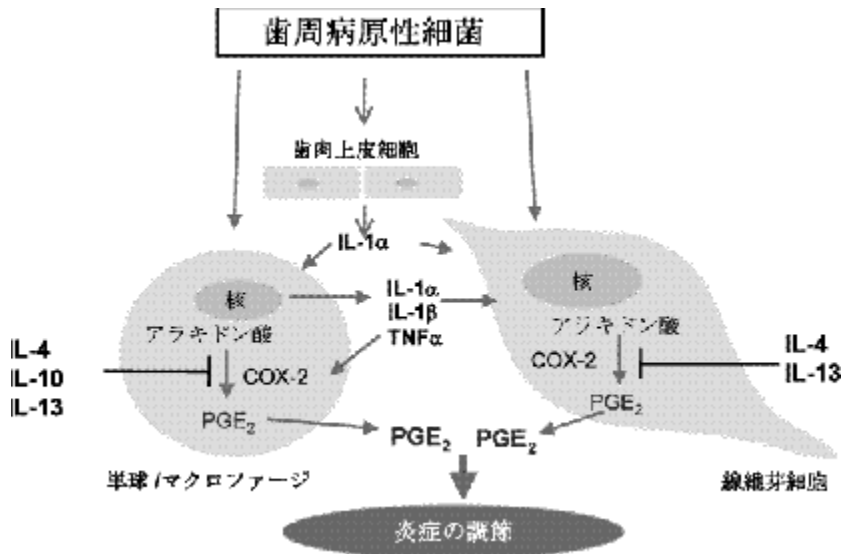 歯周病原性細菌
歯肉上皮細胞
IL-1α
核
IL-1α
IL-1β
TNFα
核
アラキドン酸
アラキドン酸
IL-4
IL-10
IL-13
COX-2
COX-2
IL-4
IL-13
PGE₂
PGE₂
PGE₂
PGE₂
単球/マクロファージ
線維芽細胞
炎症の調節